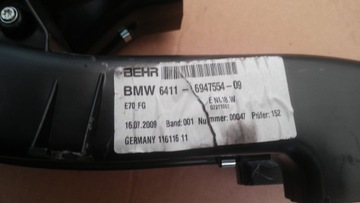 BEHR
BMW 6411 - 6947554 - 09
E70 FG
16.07.2009 Band: 001 Nummer: 00047 Prüfer: 152
GERMANY 116116 11